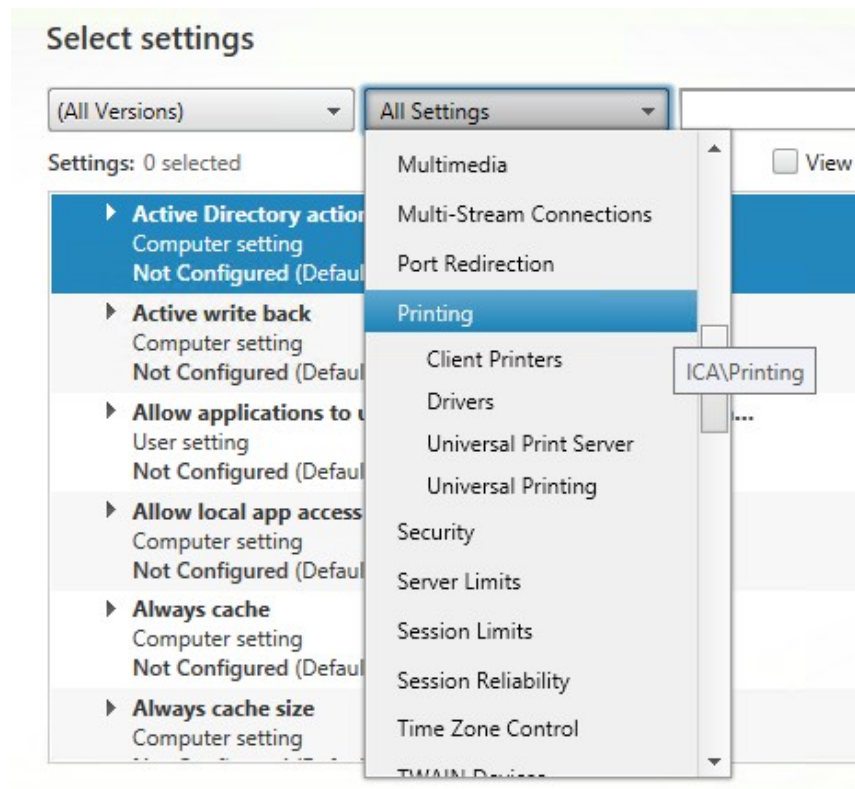 Select settings
(All Versions)
All Settings
Settings: 0 selected
View
Multimedia
Multi-Stream Connections
Port Redirection
Printing
Client Printers
Drivers
Universal Print Server
Universal Printing
Security
Server Limits
Session Limits
Session Reliability
Time Zone Control
TWAIN Devices
ICA\Printing
Active Directory action
Computer setting
Not Configured (Defaul
Active write back
Computer setting
Not Configured (Defaul
Allow applications to u
...
User setting
Not Configured (Defaul
Allow local app access
Computer setting
Not Configured (Defaul
Always cache
Computer setting
Not Configured (Defaul
Always cache size
Computer setting